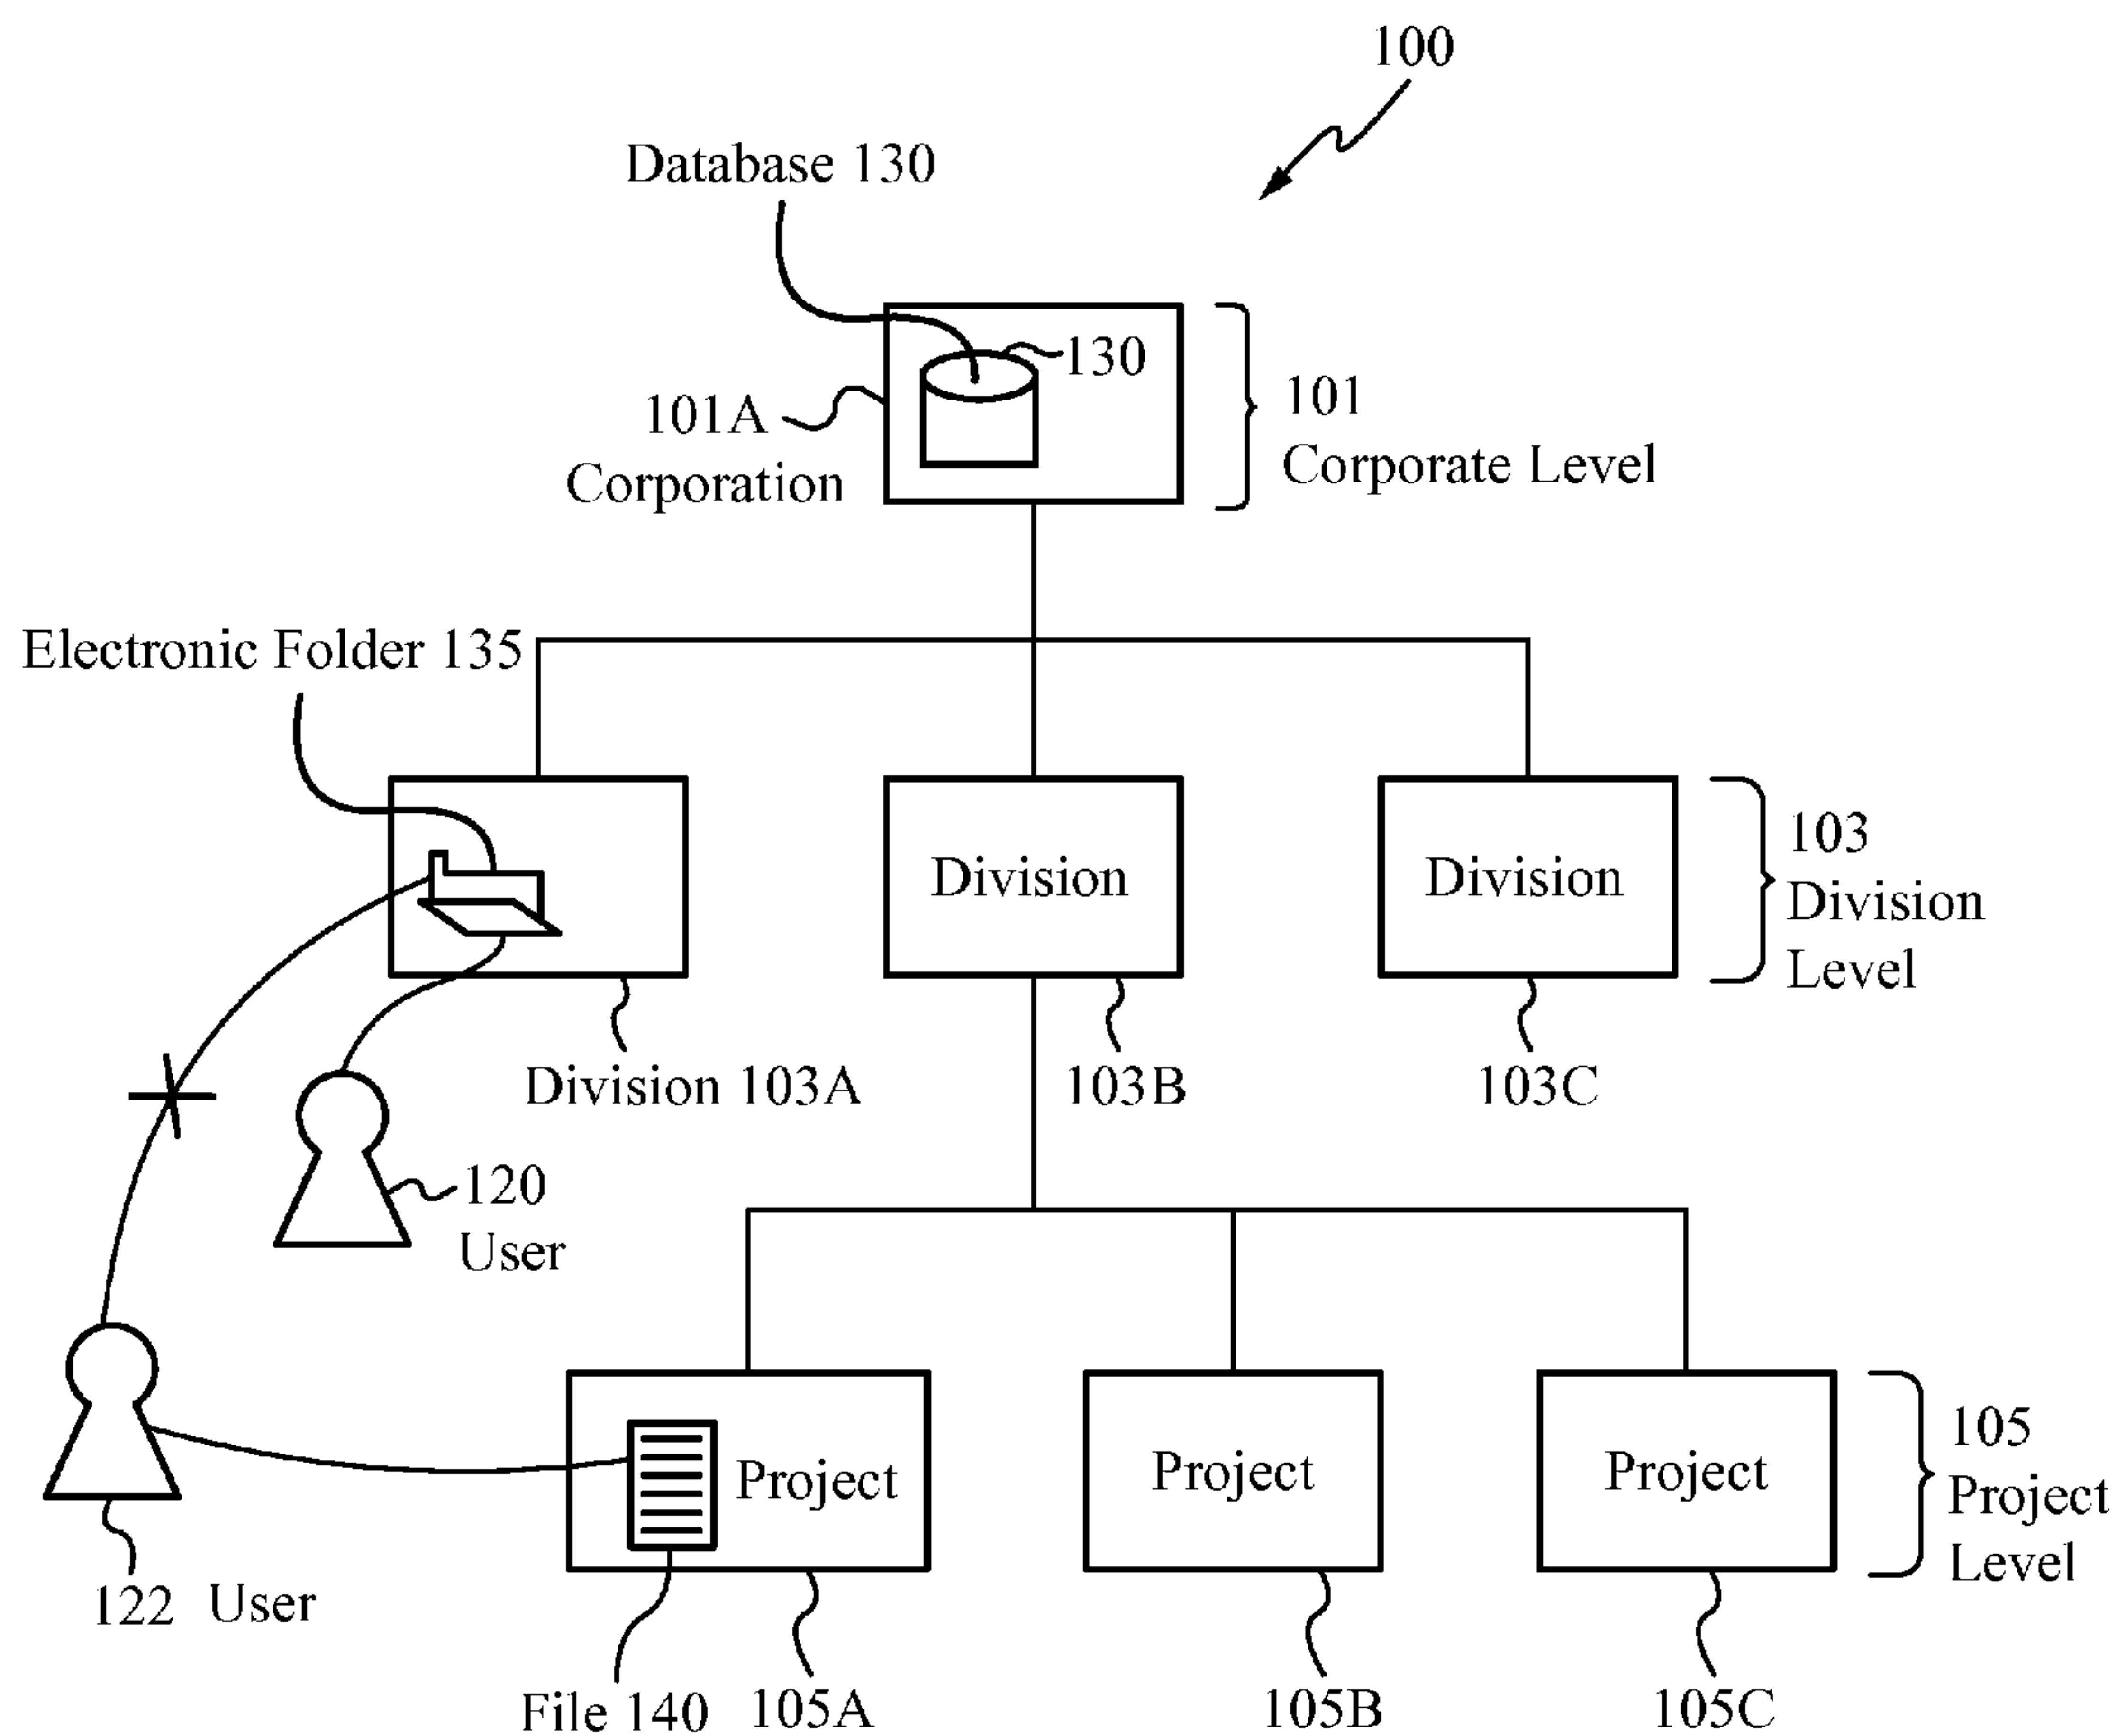 100
Database 130
130
101A
Corporation
101
Corporate Level
Electronic Folder 135
Division
Division
103
Division
Level
Division 103A
103B
103C
120
User
Project
Project
Project
105
Project
Level
122 User
File 140
105A
105B
105C